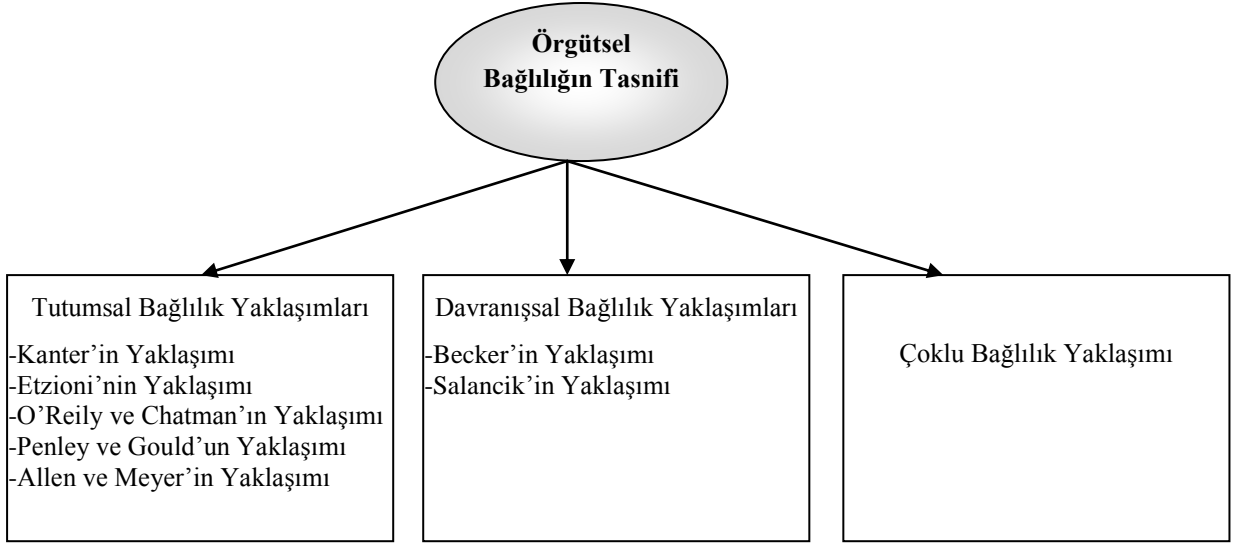 Örgütsel
Bağlılığın Tasnifi
Tutumsal Bağlılık Yaklaşımları
-Kanter’in Yaklaşımı
-Etzioni’nin Yaklaşımı
-O’Reily ve Chatman’ın Yaklaşımı
-Penley ve Gould’un Yaklaşımı
-Allen ve Meyer’in Yaklaşımı
Davranışsal Bağlılık Yaklaşımları
-Becker’in Yaklaşımı
-Salancik’in Yaklaşımı
Çoklu Bağlılık Yaklaşımı